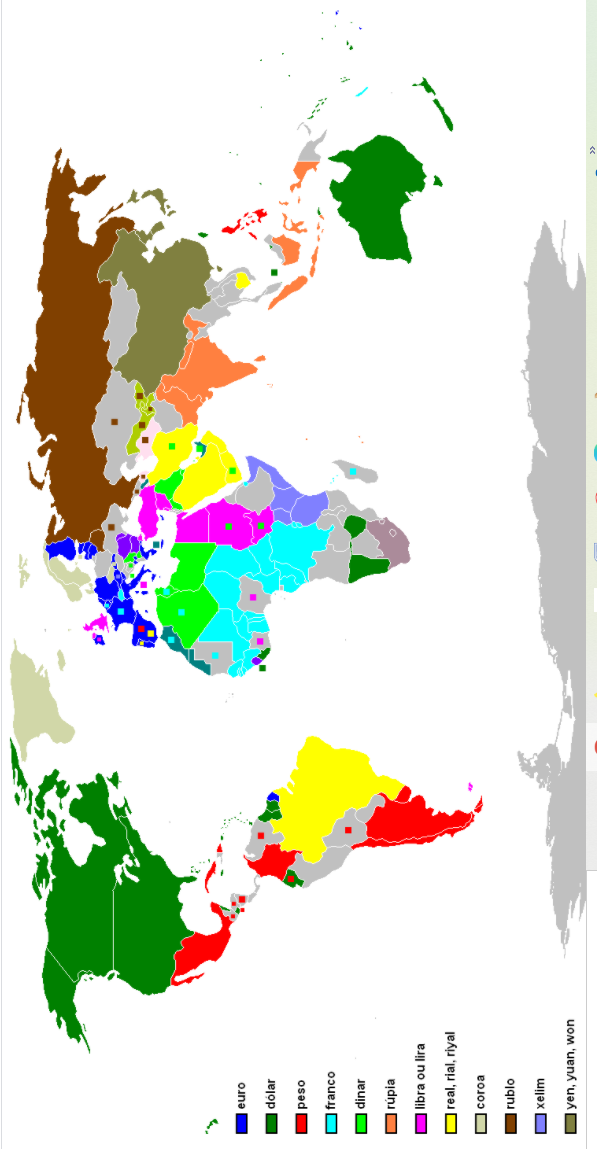 euro
dólar
peso
franco
dinar
rúpia
libra ou lira
real, rial, riyal
coroa
rublo
xelim
yen, yuan, won